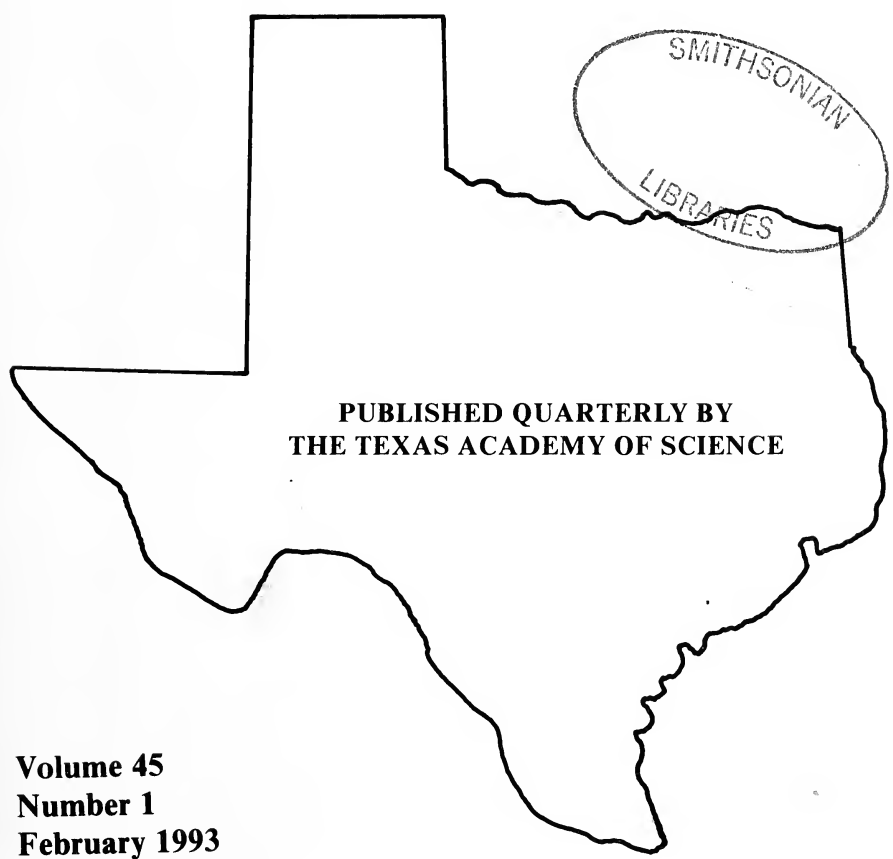 SMITHSONIAN
LIBRARIES
PUBLISHED QUARTERLY BY
THE TEXAS ACADEMY OF SCIENCE
Volume 45
Number 1
February 1993